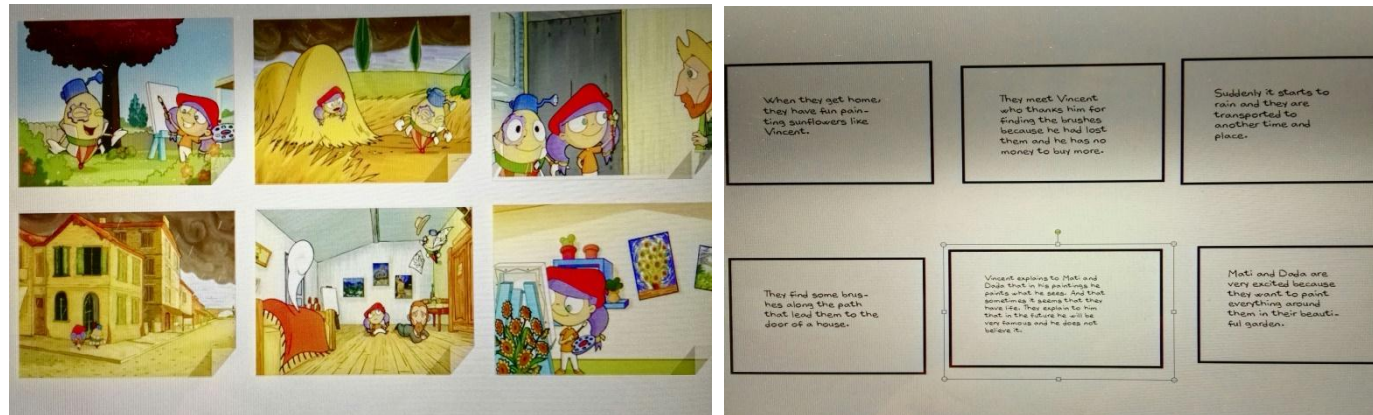 When they get home,
they have fun pain-
ting sunflowers like
Vincent.
They meet Vincent
who thanks him for
finding the brushes
because he had lost
them and he has no
money to buy more.
Suddenly it starts to
rain and they are
transported to
another time and
place.
They find some brus-
hes along the path
that lead them to the
door of a house.
Vincent explains to Mati and
Dada that in his paintings he
paints what he sees. And that
sometimes it seems that they
have life. They explain to him
that in the future he will be
very famous and he does not
believe it.
Mati and Dada are
very excited because
they want to paint
everything around
them in their beauti-
ful garden.